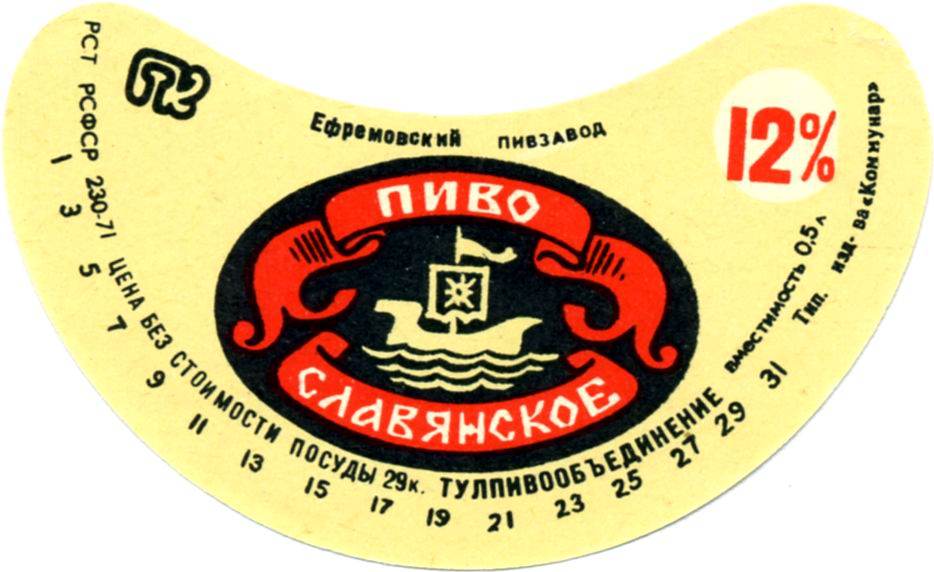 Ефремовский ПИВЗАВОД
12%
ПИВО
СЛАВЯНСКОЕ
РСТ РСФСР 230-71 ЦЕНА БЕЗ СТОИМОСТИ ПОСУДЫ 29к. ТУЛПИВООБЪЕДИНЕНИЕ вместимость 0,5 л
1 3 5 7 9 11 13 15 17 19 21 23 25 27 29 31
Тип. изд-ва «Коммунар»